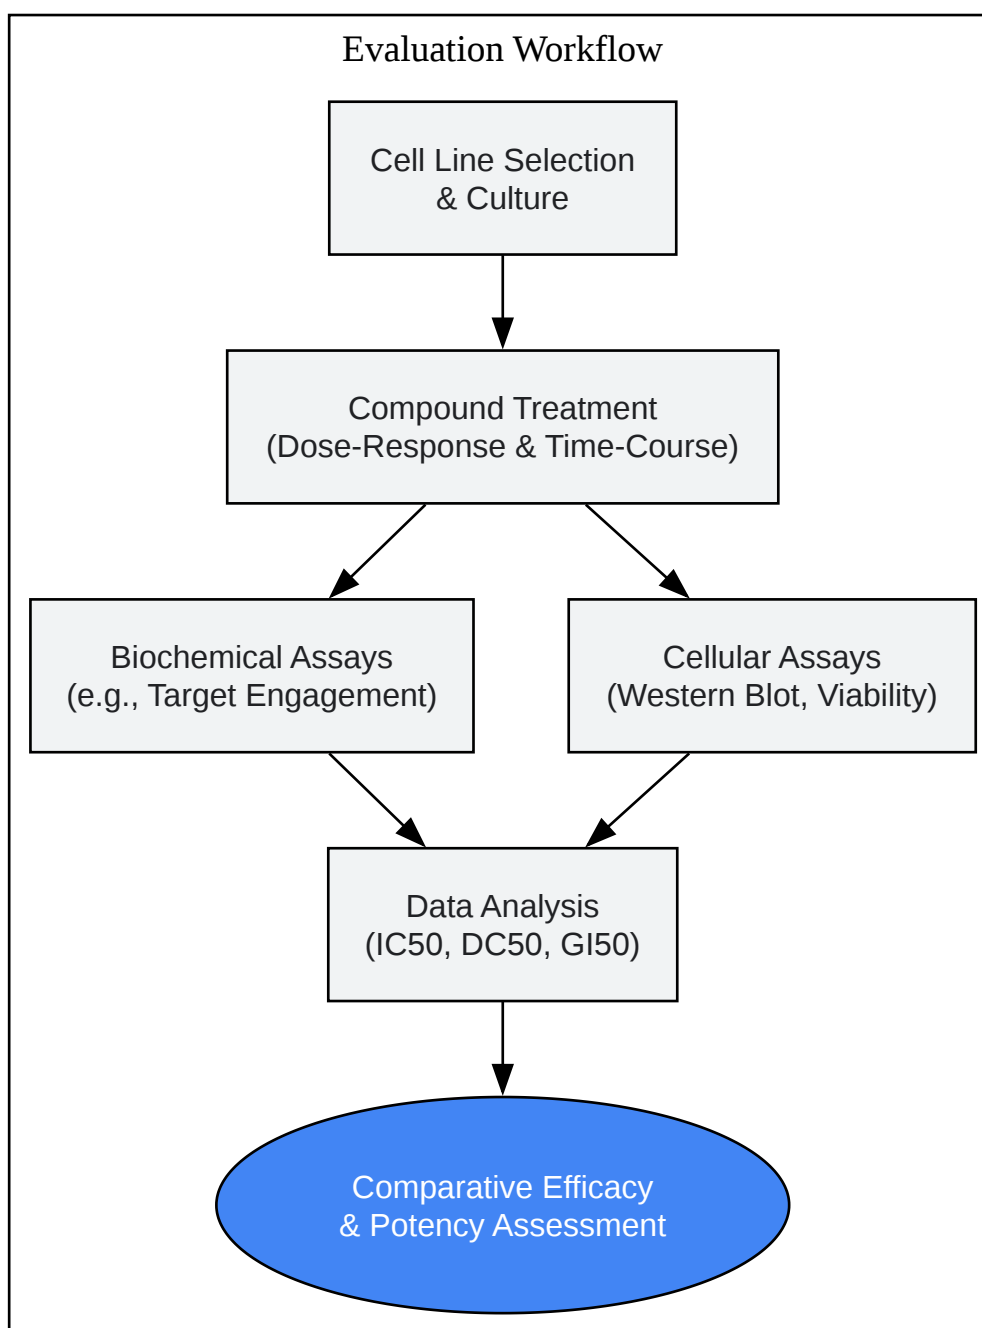 Evaluation Workflow
Cell Line Selection
& Culture
Compound Treatment
(Dose-Response & Time-Course)
Biochemical Assays
(e.g., Target Engagement)
Cellular Assays
(Western Blot, Viability)
Data Analysis
(IC50, DC50, GI50)
Comparative Efficacy
& Potency Assessment